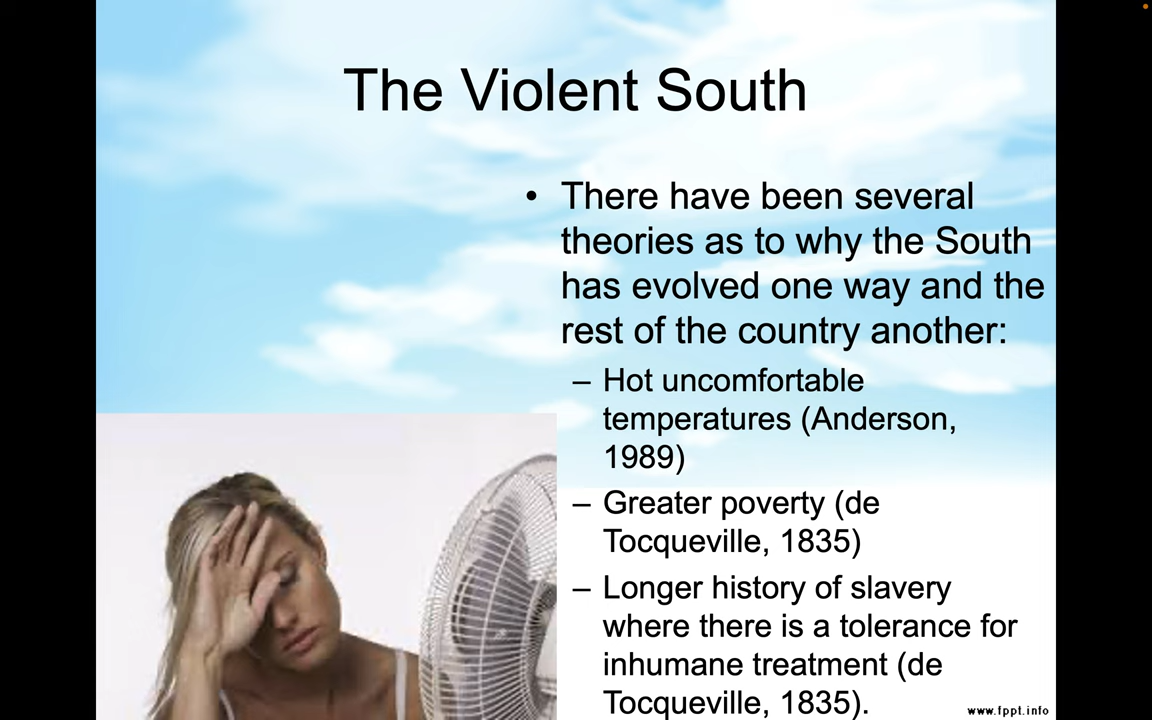 The Violent South
• There have been several
theories as to why the South
has evolved one way and the
rest of the country another:
– Hot uncomfortable
temperatures (Anderson,
1989)
– Greater poverty (de
Tocqueville, 1835)
– Longer history of slavery
where there is a tolerance for
inhumane treatment (de
Tocqueville, 1835).
www.fppt.info